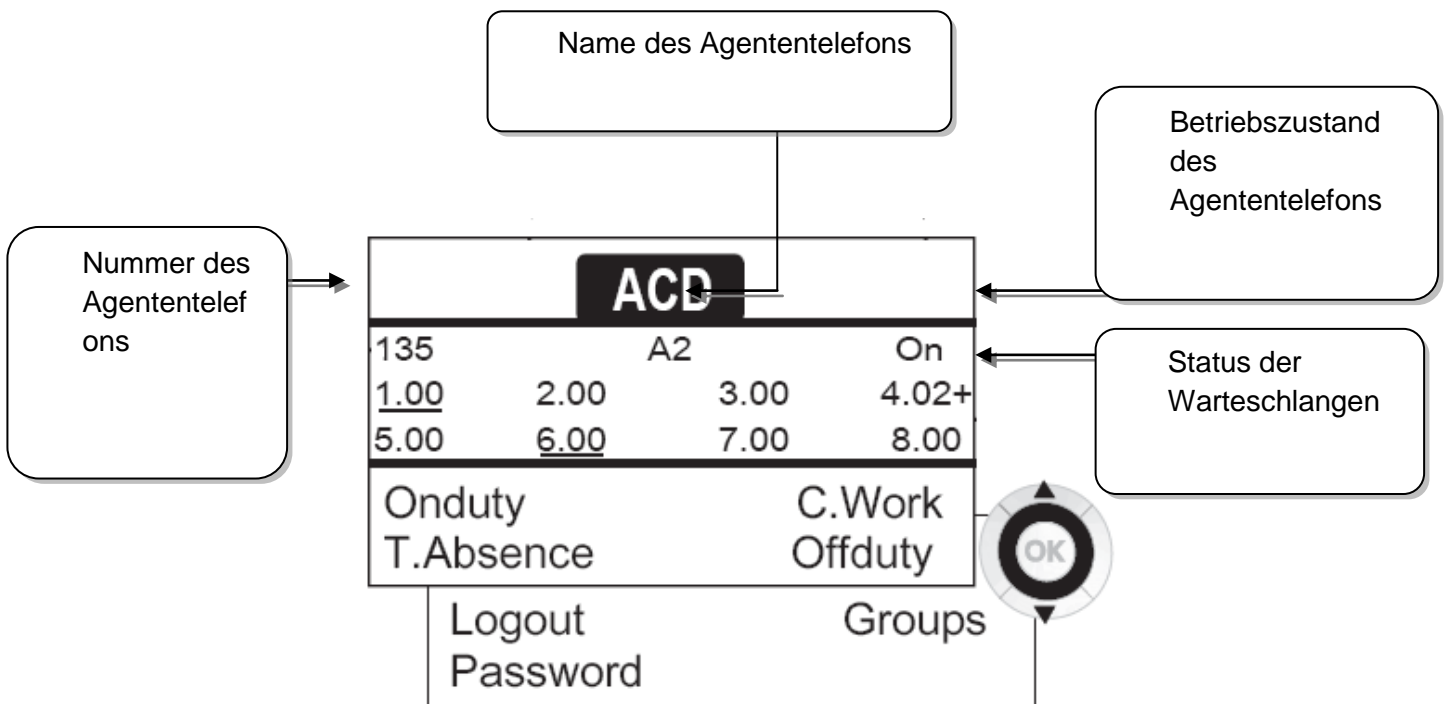 Name des Agententelefons
Betriebszustand
des
Agententelefons
Nummer des
Agententelef
ons
ACD
135 A2 On
1.00 2.00 3.00 4.02+
5.00 6.00 7.00 8.00
Status der
Warteschlangen
Onduty C.Work
T.Absence Offduty
OK
Logout Groups
Password